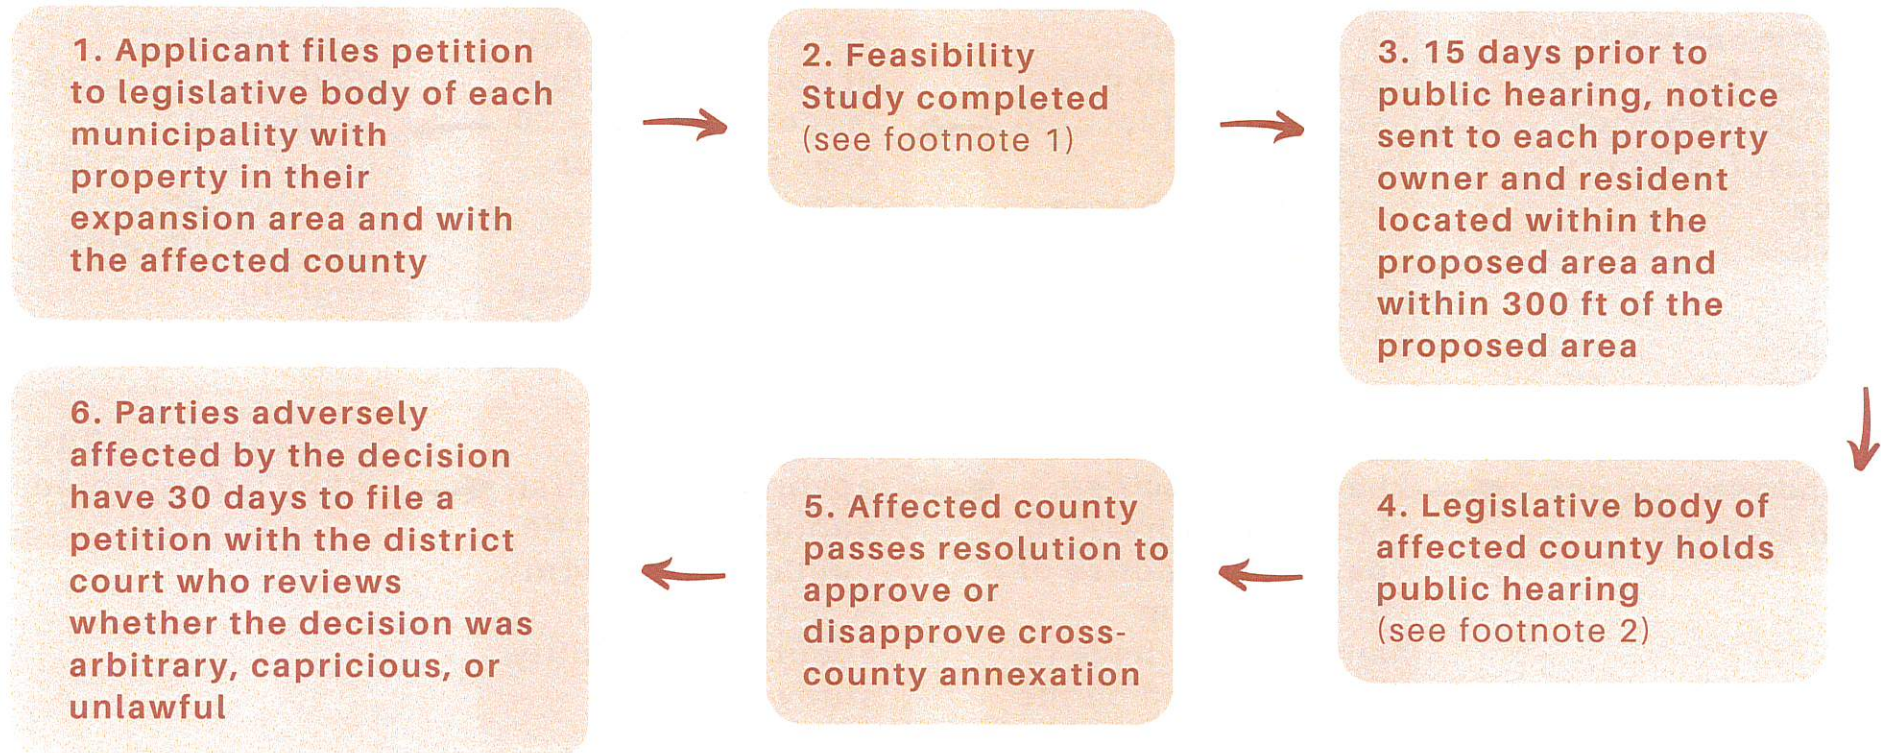 1. Applicant files petition
to legislative body of each
municipality with
property in their
expansion area and with
the affected county
2. Feasibility
Study completed
(see footnote 1)
3. 15 days prior to
public hearing, notice
sent to each property
owner and resident
located within the
proposed area and
within 300 ft of the
proposed area
4. Legislative body of
affected county holds
public hearing
(see footnote 2)
5. Affected county
passes resolution to
approve or
disapprove cross-
county annexation
6. Parties adversely
affected by the decision
have 30 days to file a
petition with the district
court who reviews
whether the decision was
arbitrary, capricious, or
unlawful